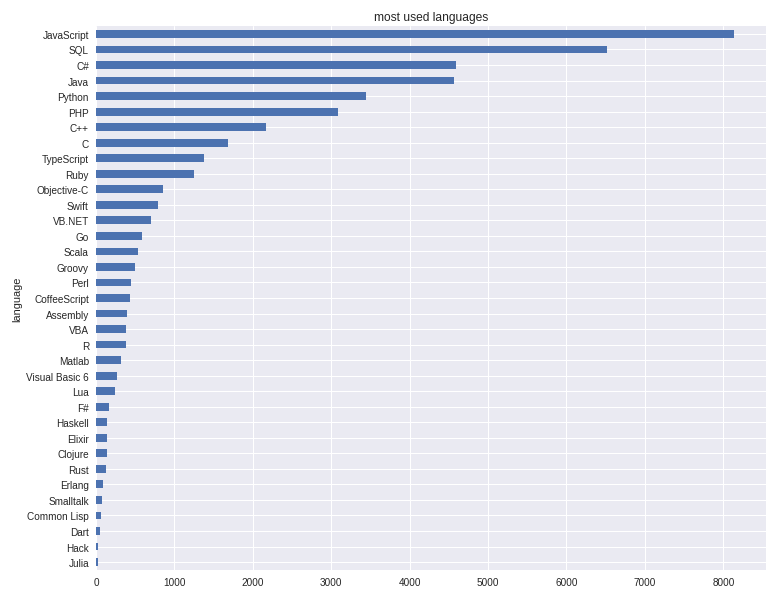 most used languages
JavaScript
SQL
C#
Java
Python
PHP
C++
C
TypeScript
Ruby
Objective-C
Swift
VB.NET
Go
Scala
Groovy
Perl
CoffeeScript
Assembly
VBA
R
Matlab
Visual Basic 6
Lua
F#
Haskell
Elixir
Clojure
Rust
Erlang
Smalltalk
Common Lisp
Dart
Hack
Julia
language
0 1000 2000 3000 4000 5000 6000 7000 8000